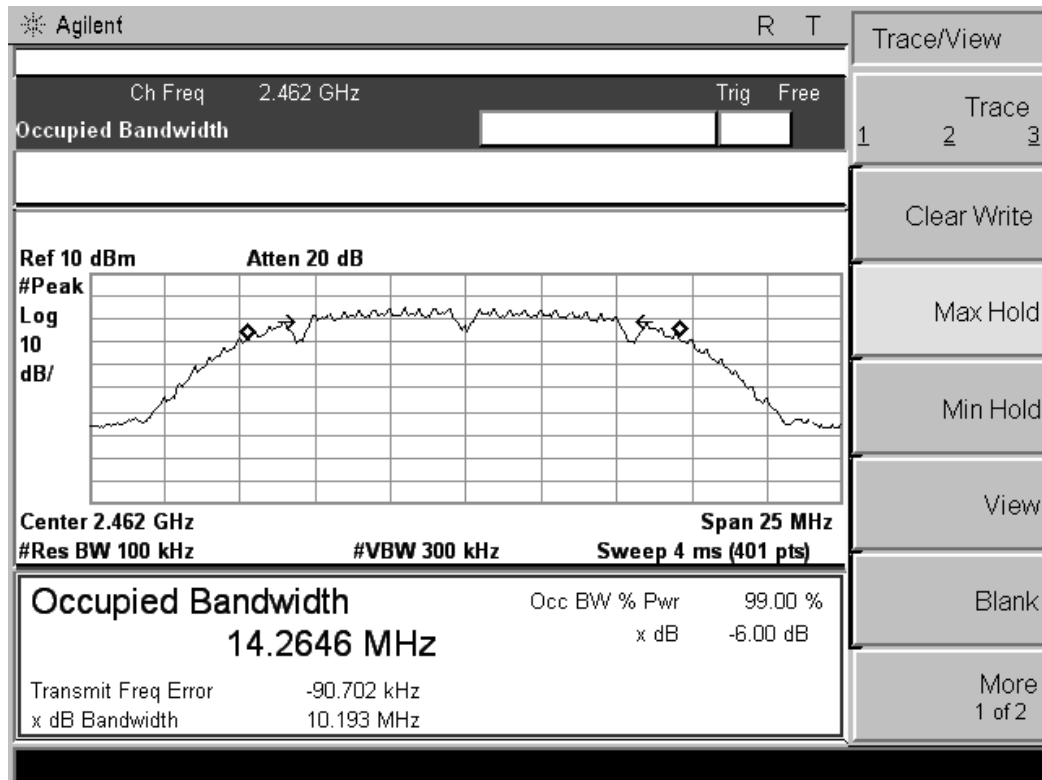 Agilent R T
Trace/View
Ch Freq 2.462 GHz Trig Free
Occupied Bandwidth
Trace
1 2 3
Clear Write
Ref 10 dBm Atten 20 dB
#Peak
Log
10
dB/
Max Hold
Min Hold
View
Center 2.462 GHz Span 25 MHz
#Res BW 100 kHz #VBW 300 kHz Sweep 4 ms (401 pts)
Occupied Bandwidth Occ BW % Pwr 99.00 %
14.2646 MHz x dB -6.00 dB
Transmit Freq Error -90.702 kHz
x dB Bandwidth 10.193 MHz
Blank
More
1 of 2